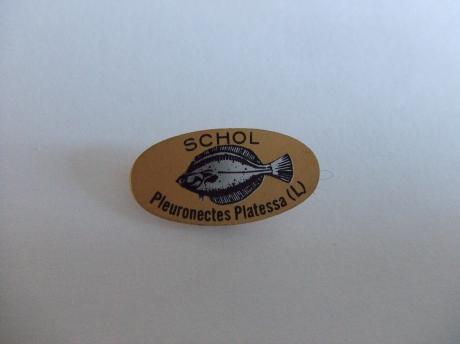 SCHOL
Pleuronectes Platessa (L)